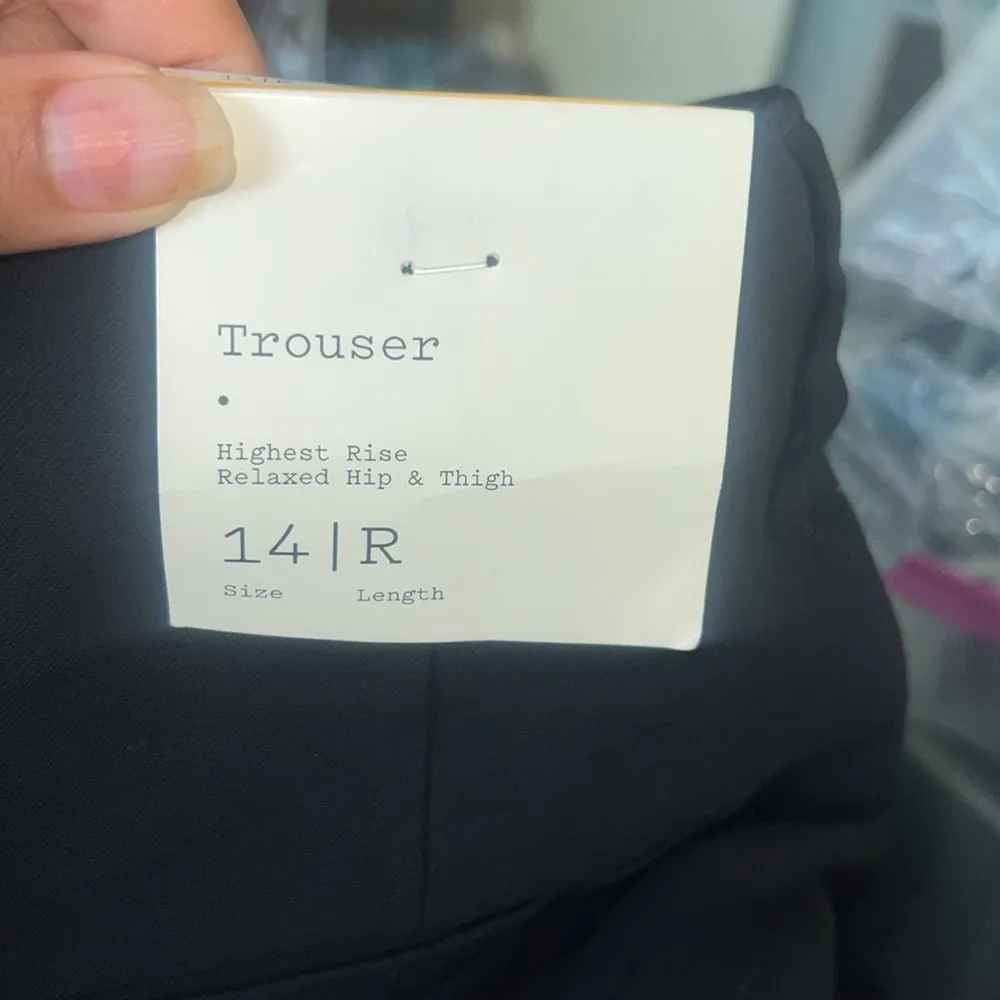 Trouser
•
Highest Rise
Relaxed Hip & Thigh
14|R
Size Length